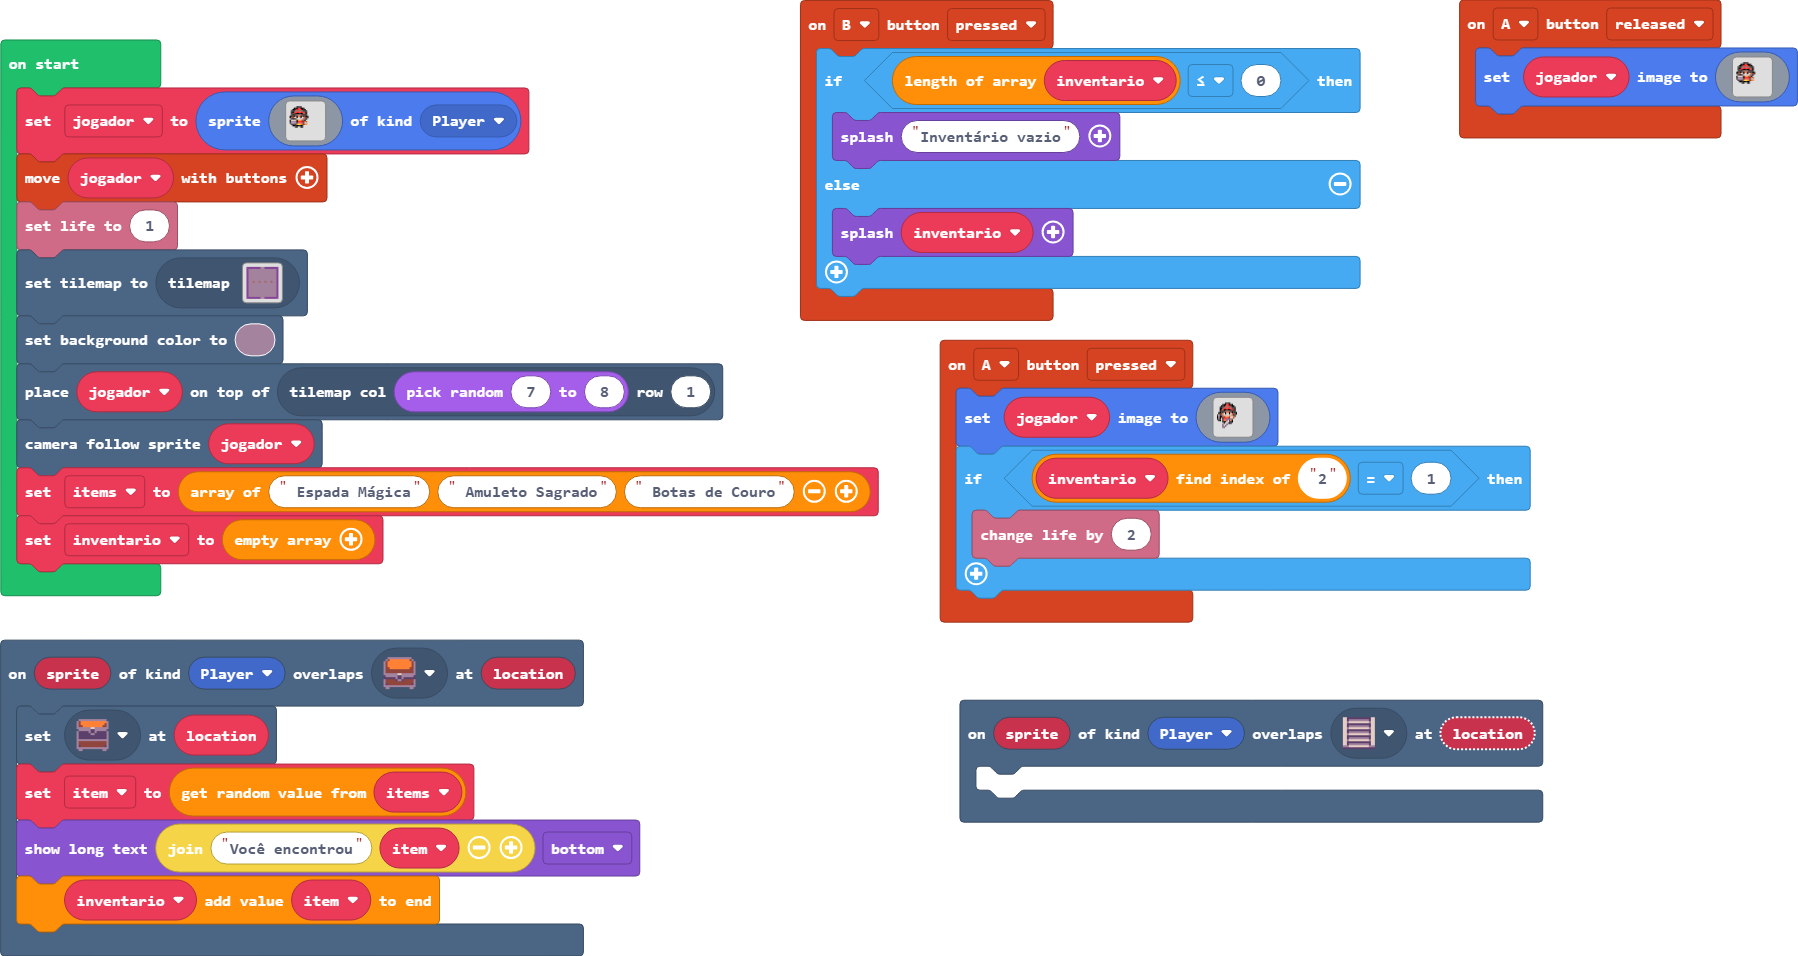 on start
set jogador to sprite of kind Player
move jogador with buttons
set life to 1
set tilemap to tilemap
set background color to
place jogador on top of tilemap col pick random 7 to 8 row 1
camera follow sprite jogador
set items to array of " Espada Mágica" " Amuleto Sagrado" " Botas de Couro"
set inventario to empty array
on B button pressed
if length of array inventario ≤ 0 then
splash "Inventário vazio"
else
splash inventario
on A button released
set jogador image to
on A button pressed
set jogador image to
if inventario find index of "2" = 1 then
change life by 2
on sprite of kind Player overlaps at location
set at location
set item to get random value from items
show long text join "Você encontrou" item bottom
inventario add value item to end
on sprite of kind Player overlaps at location